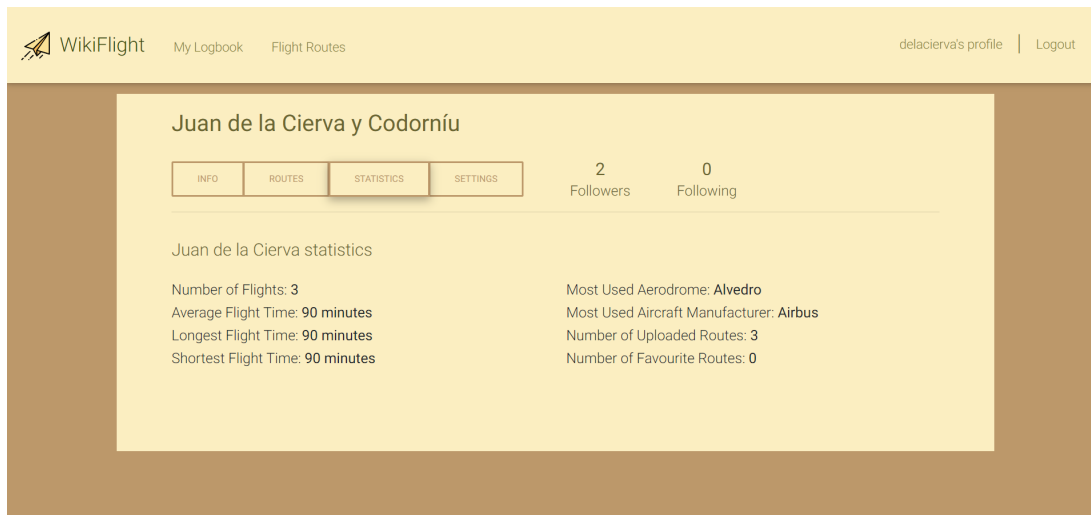 WikiFlight My Logbook Flight Routes delacierva's profile Logout
Juan de la Cierva y Codorníu
INFO ROUTES STATISTICS SETTINGS
2 0
Followers Following
Juan de la Cierva statistics
Number of Flights: 3
Average Flight Time: 90 minutes
Longest Flight Time: 90 minutes
Shortest Flight Time: 90 minutes
Most Used Aerodrome: Alvedro
Most Used Aircraft Manufacturer: Airbus
Number of Uploaded Routes: 3
Number of Favourite Routes: 0